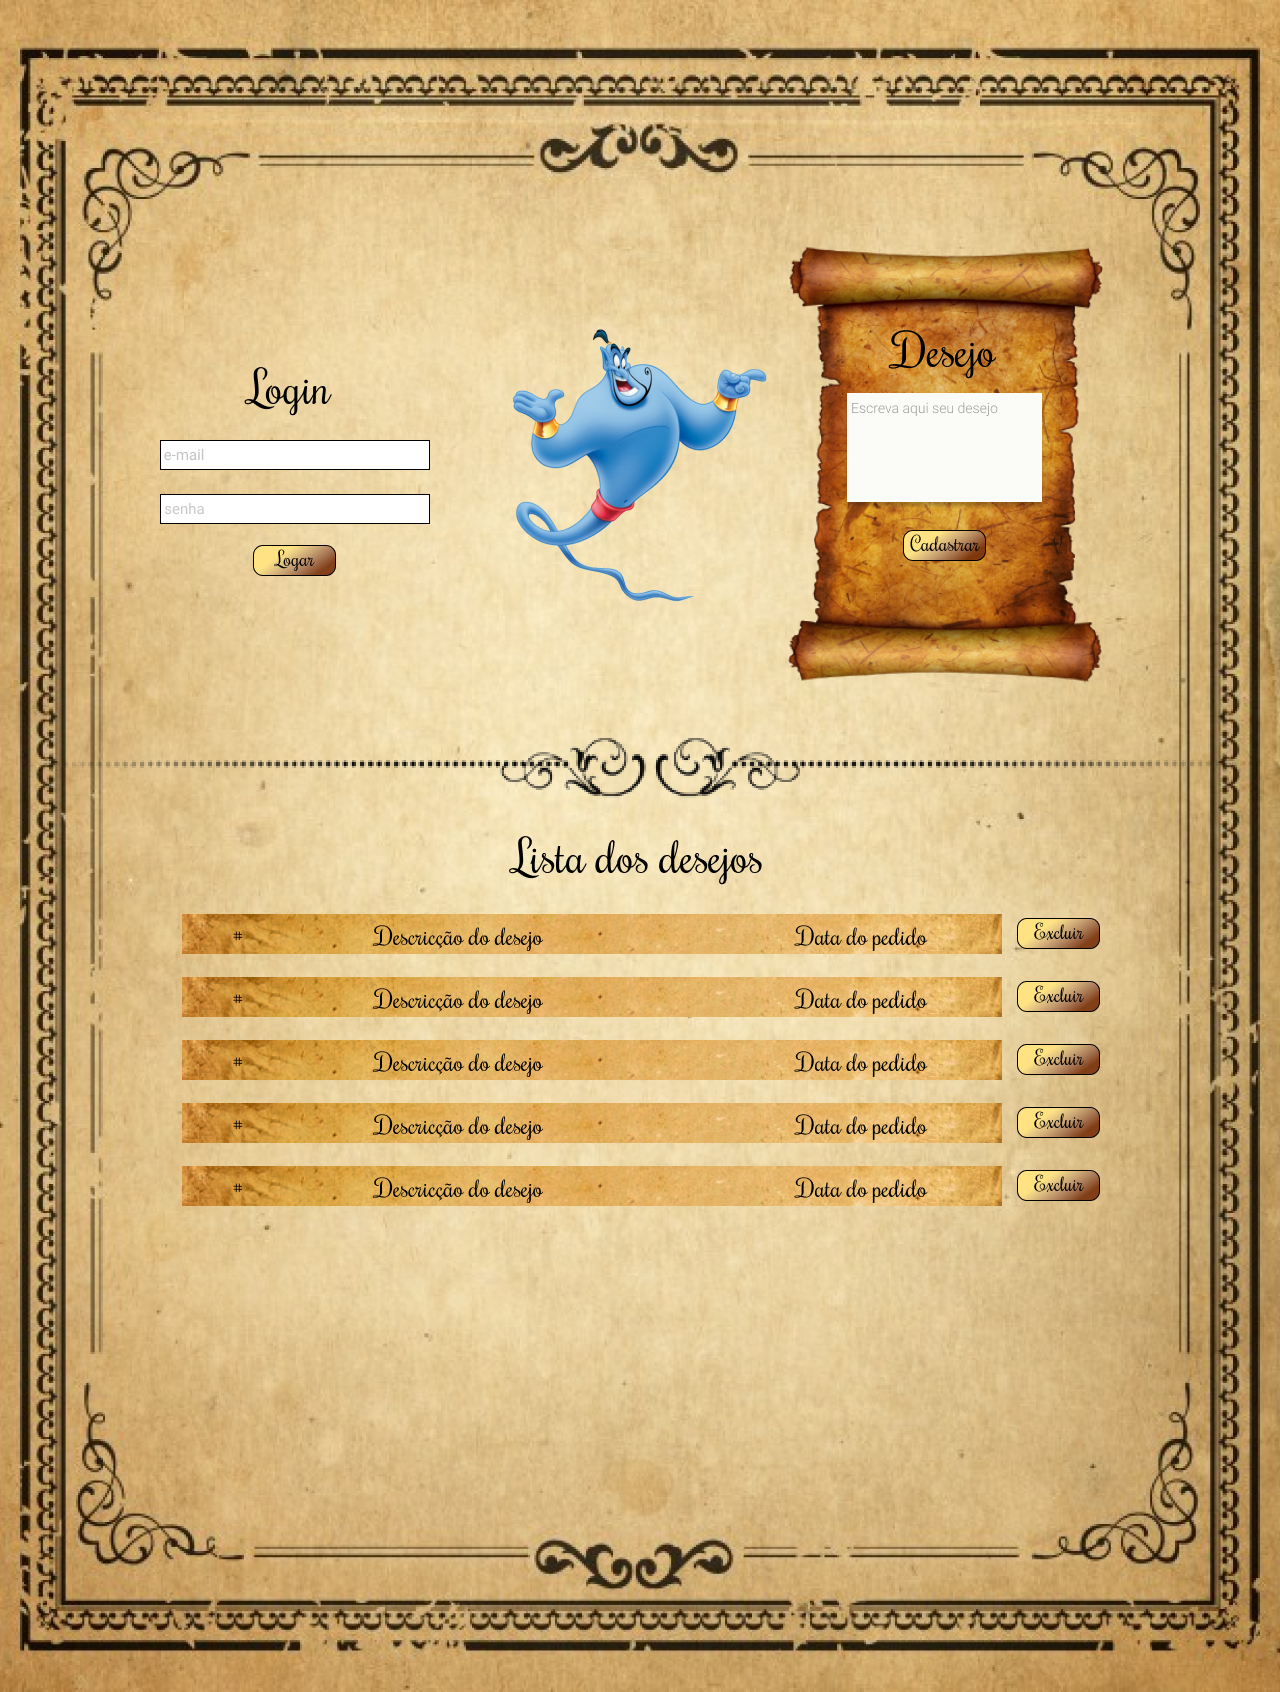 Login
e-mail
senha
Logar
Desejo
Escreva aqui seu desejo
Cadastrar
Lista dos desejos
# Descricção do desejo Data do pedido Excluir
# Descricção do desejo Data do pedido Excluir
# Descricção do desejo Data do pedido Excluir
# Descricção do desejo Data do pedido Excluir
# Descricção do desejo Data do pedido Excluir